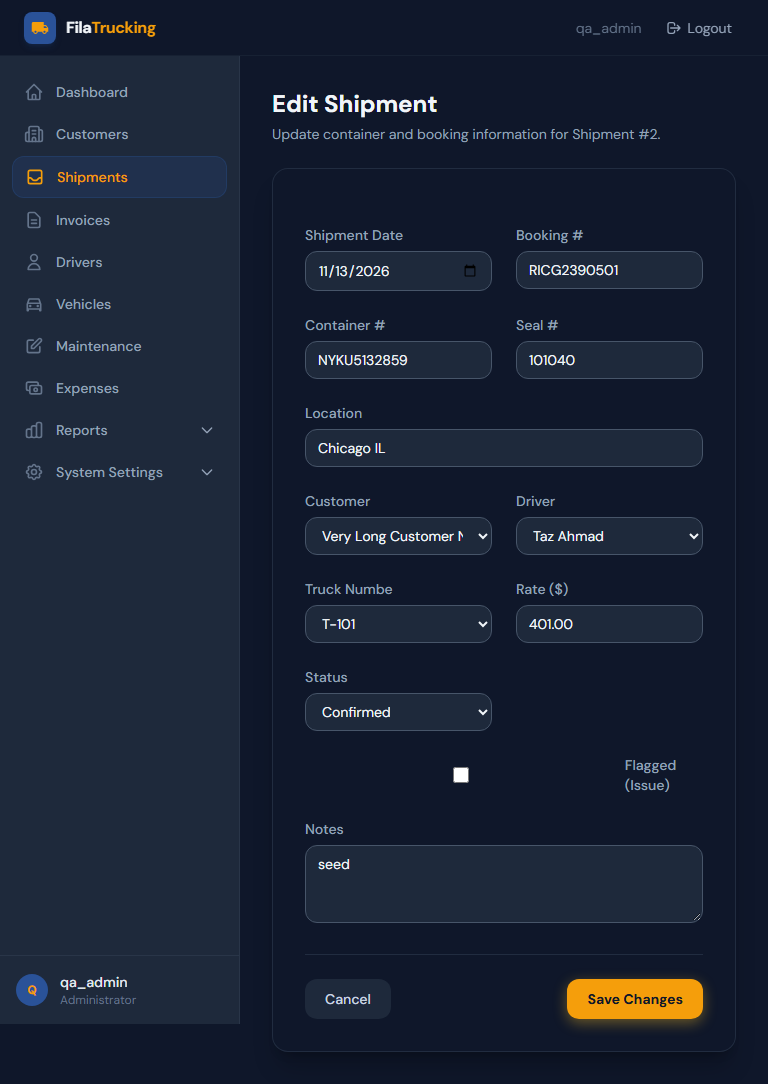 FilaTrucking
qa_admin
Logout
Dashboard
Customers
Shipments
Invoices
Drivers
Vehicles
Maintenance
Expenses
Reports
System Settings
qa_admin
Administrator
Q
Edit Shipment
Update container and booking information for Shipment #2.
Shipment Date
Booking #
11/13/2026
RICG2390501
Container #
Seal #
NYKU5132859
101040
Location
Chicago IL
Customer
Driver
Very Long Customer N
Taz Ahmad
Truck Numbe
Rate ($)
T-101
401.00
Status
Confirmed
Flagged
(Issue)
Notes
seed
Cancel
Save Changes